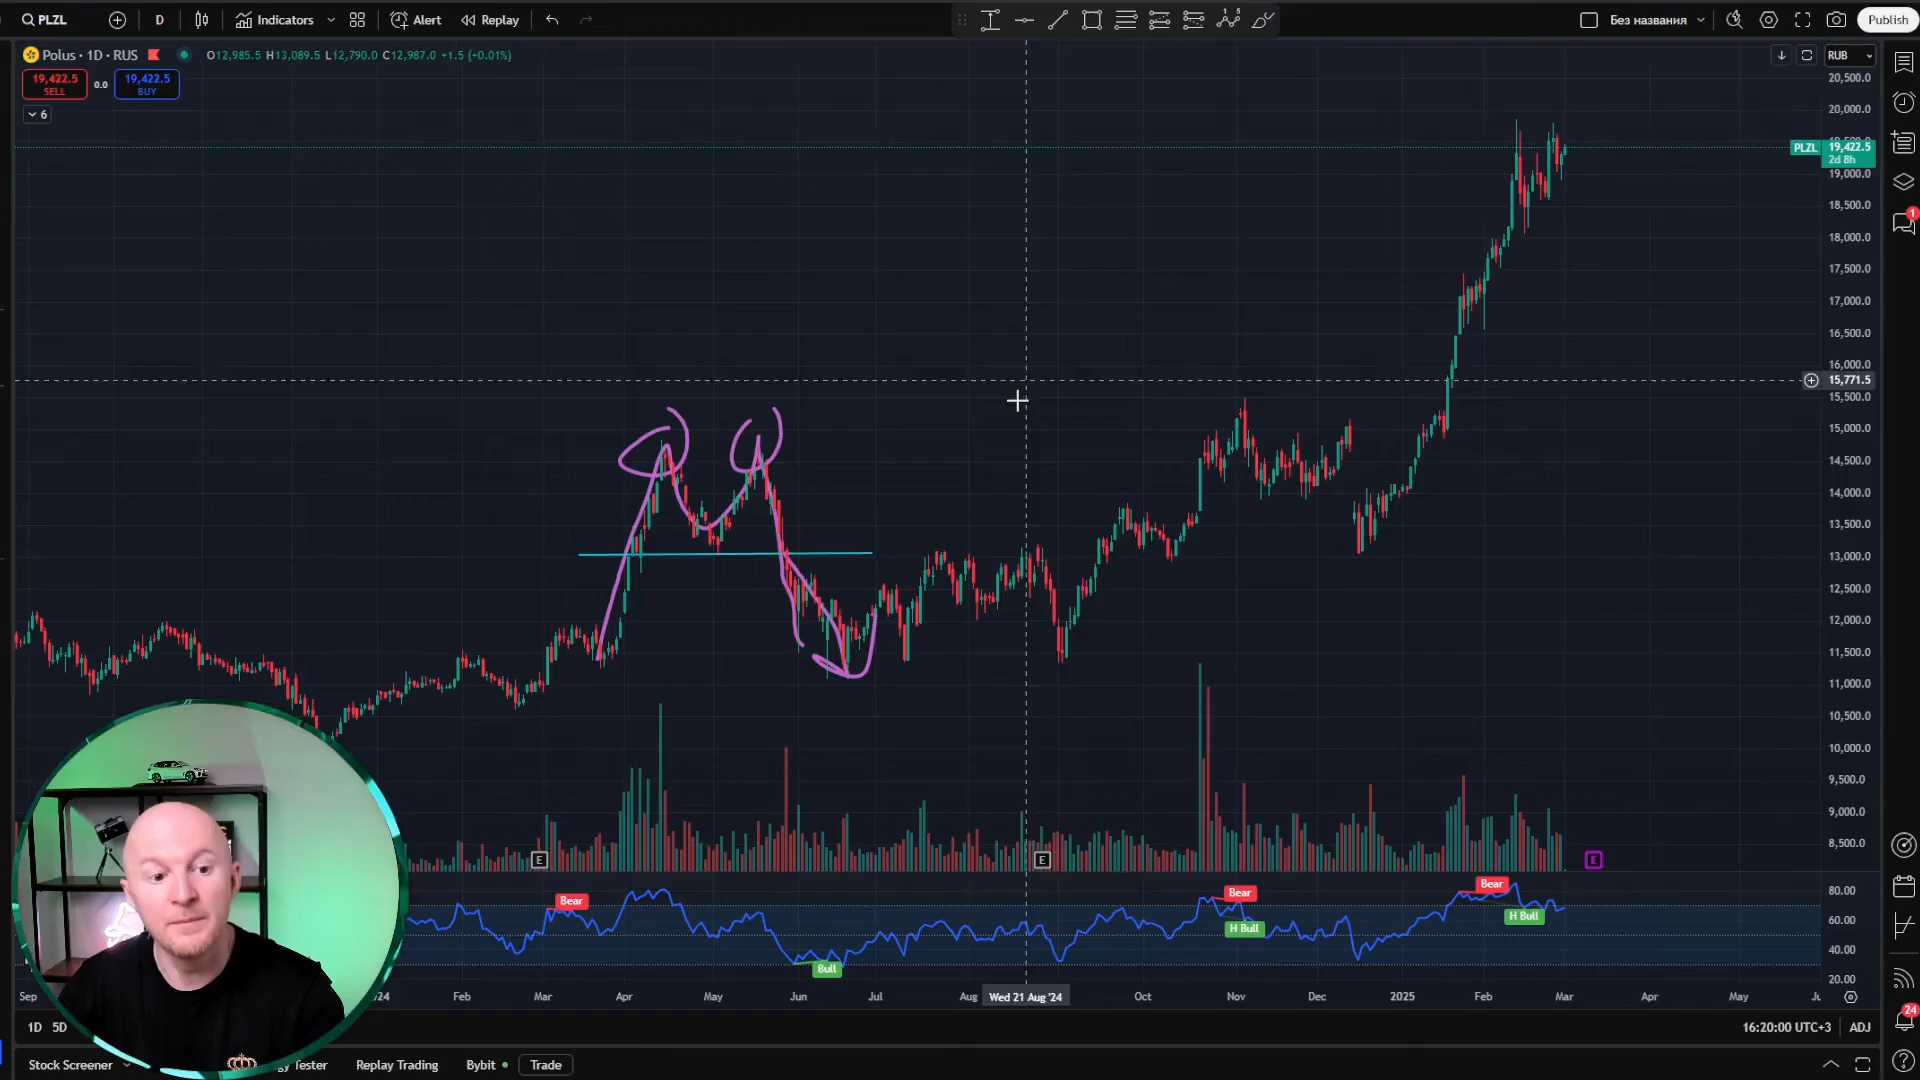 PLZL
D
Indicators
Alert
Replay
Без названия
Publish
Polus · 1D · RUS
O12,985.5 H13,089.5 L12,790.0 C12,987.0 +1.5 (+0.01%)
RUB
19,422.5
SELL
0.0
19,422.5
BUY
6
20,500.0
20,000.0
19,500.0
PLZL
19,422.5
2d 8h
19,000.0
18,500.0
18,000.0
17,500.0
17,000.0
16,500.0
16,000.0
15,771.5
15,500.0
15,000.0
14,500.0
14,000.0
13,500.0
13,000.0
12,500.0
12,000.0
11,500.0
11,000.0
10,500.0
10,000.0
9,500.0
9,000.0
8,500.0
1
E
E
E
Bear
Bear
Bear
H Bull
H Bull
Bull
80.00
60.00
40.00
20.00
Sep
24
Feb
Mar
Apr
May
Jun
Jul
Aug
Wed 21 Aug '24
Oct
Nov
Dec
2025
Feb
Mar
Apr
May
1D 5D
16:20:00 UTC+3
ADJ
24
Stock Screener
Tester
Replay Trading
Bybit
Trade